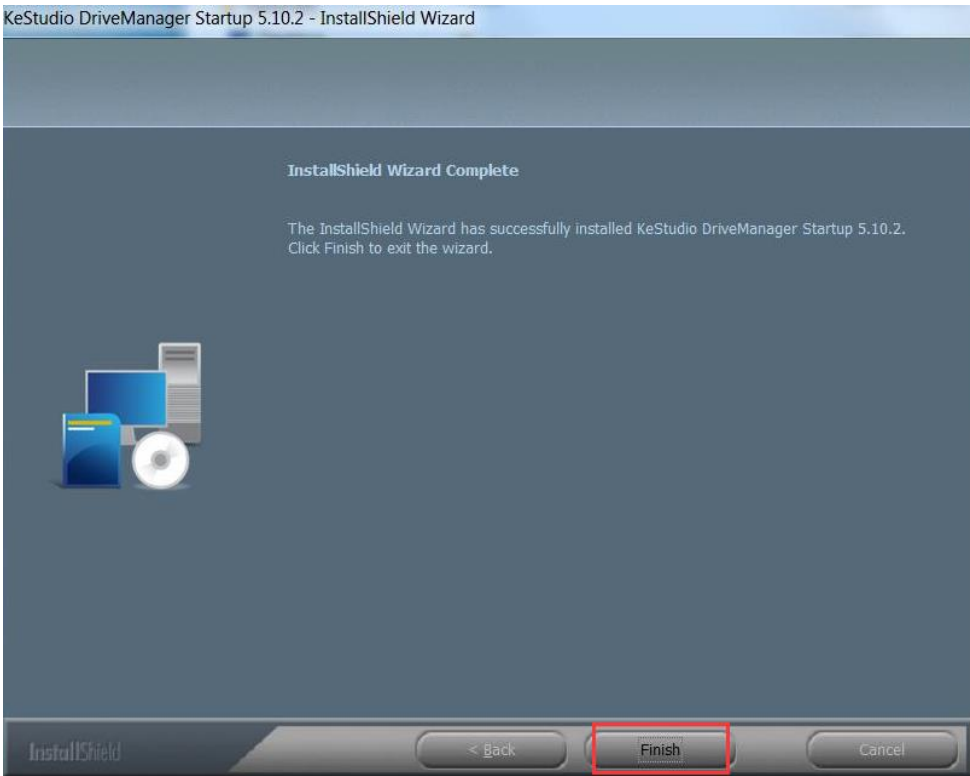 KeStudio DriveManager Startup 5.10.2 - InstallShield Wizard
InstallShield Wizard Complete
The InstallShield Wizard has successfully installed KeStudio DriveManager Startup 5.10.2.
Click Finish to exit the wizard.
InstallShield
< Back
Finish
Cancel